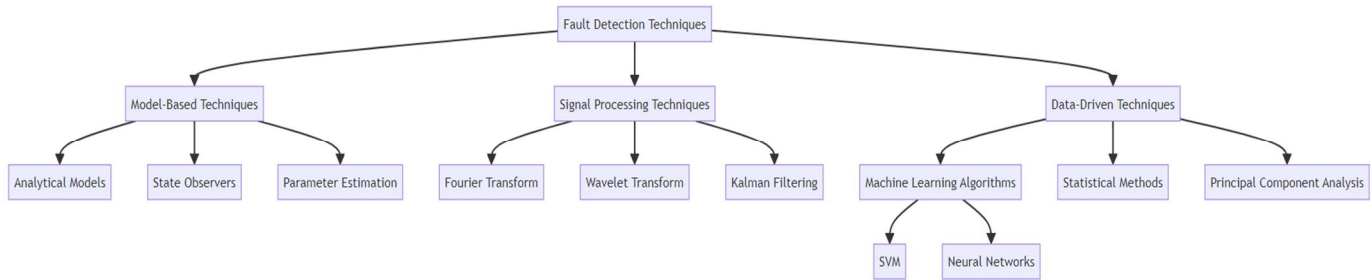 Fault Detection Techniques
Model-Based Techniques
Signal Processing Techniques
Data-Driven Techniques
Analytical Models
State Observers
Parameter Estimation
Fourier Transform
Wavelet Transform
Kalman Filtering
Machine Learning Algorithms
Statistical Methods
Principal Component Analysis
SVM
Neural Networks